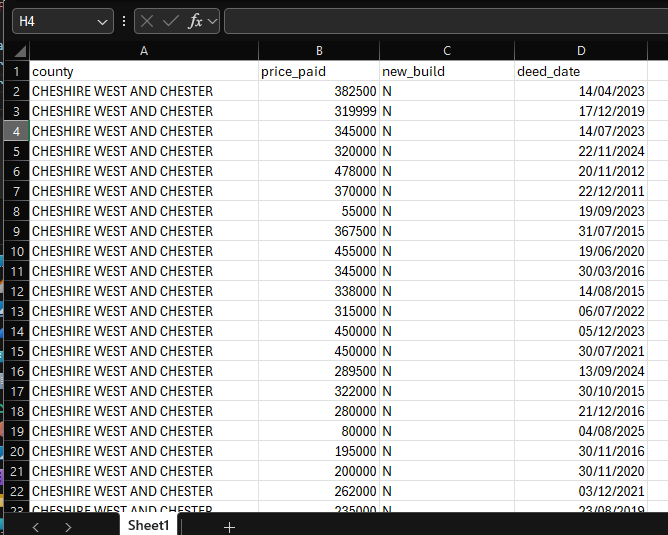 H4 fx
A B C D
1 county price_paid new_build deed_date
2 CHESHIRE WEST AND CHESTER 382500 N 14/04/2023
3 CHESHIRE WEST AND CHESTER 319999 N 17/12/2019
4 CHESHIRE WEST AND CHESTER 345000 N 14/07/2023
5 CHESHIRE WEST AND CHESTER 320000 N 22/11/2024
6 CHESHIRE WEST AND CHESTER 478000 N 20/11/2012
7 CHESHIRE WEST AND CHESTER 370000 N 22/12/2011
8 CHESHIRE WEST AND CHESTER 55000 N 19/09/2023
9 CHESHIRE WEST AND CHESTER 367500 N 31/07/2015
10 CHESHIRE WEST AND CHESTER 455000 N 19/06/2020
11 CHESHIRE WEST AND CHESTER 345000 N 30/03/2016
12 CHESHIRE WEST AND CHESTER 338000 N 14/08/2015
13 CHESHIRE WEST AND CHESTER 315000 N 06/07/2022
14 CHESHIRE WEST AND CHESTER 450000 N 05/12/2023
15 CHESHIRE WEST AND CHESTER 450000 N 30/07/2021
16 CHESHIRE WEST AND CHESTER 289500 N 13/09/2024
17 CHESHIRE WEST AND CHESTER 322000 N 30/10/2015
18 CHESHIRE WEST AND CHESTER 280000 N 21/12/2016
19 CHESHIRE WEST AND CHESTER 80000 N 04/08/2025
20 CHESHIRE WEST AND CHESTER 195000 N 30/11/2016
21 CHESHIRE WEST AND CHESTER 200000 N 30/11/2020
22 CHESHIRE WEST AND CHESTER 262000 N 03/12/2021
23 CHESHIRE WEST AND CHESTER 235000 N 23/08/2019
Sheet1